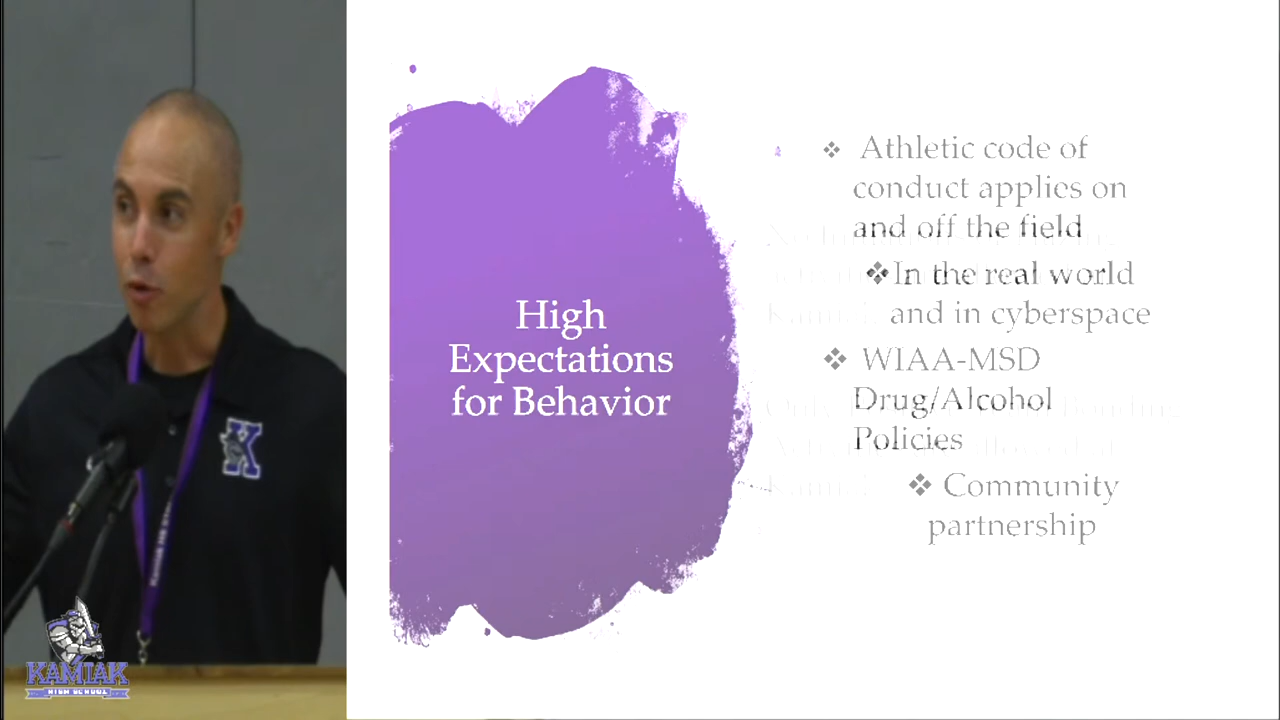 High
Expectations
for Behavior
❖ Athletic code of
conduct applies on
and off the field
❖In the real world
and in cyberspace
❖ WIAA-MSD
Drug/Alcohol
Policies
❖ Community
partnership
K
KAMIAK
HIGH SCHOOL